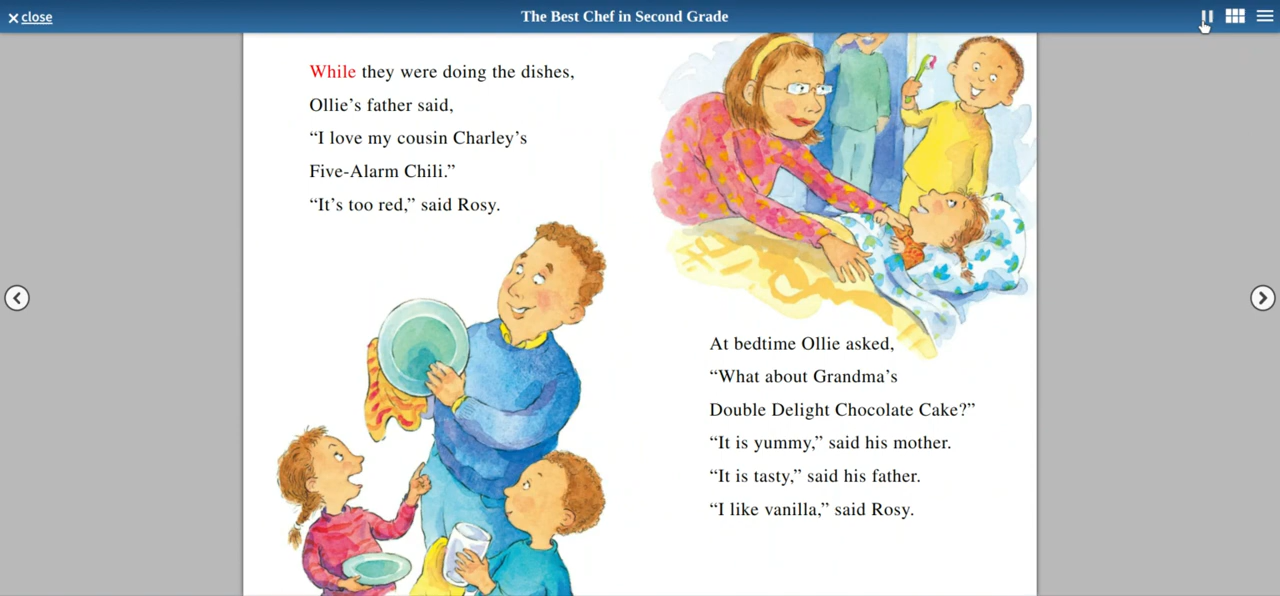 close
The Best Chef in Second Grade
While they were doing the dishes,
Ollie’s father said,
“I love my cousin Charley’s
Five-Alarm Chili.”
“It’s too red,” said Rosy.
At bedtime Ollie asked,
“What about Grandma’s
Double Delight Chocolate Cake?”
“It is yummy,” said his mother.
“It is tasty,” said his father.
“I like vanilla,” said Rosy.